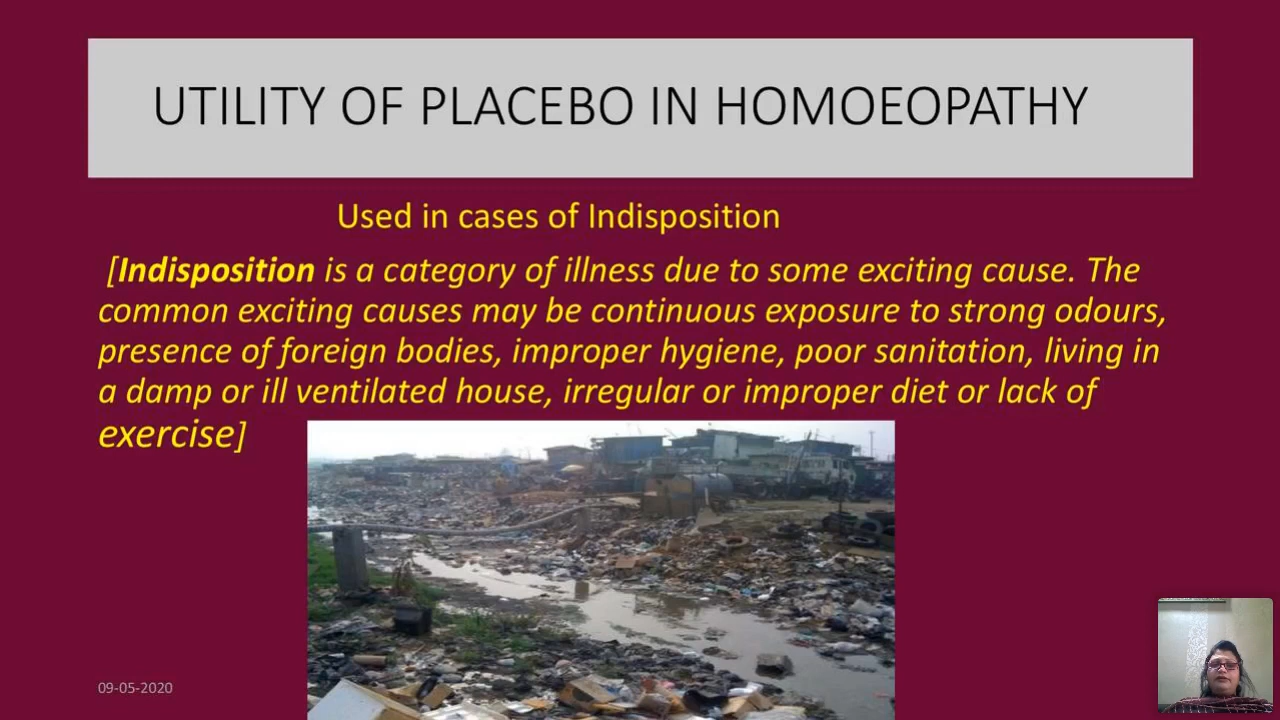 UTILITY OF PLACEBO IN HOMOEOPATHY
Used in cases of Indisposition
[Indisposition is a category of illness due to some exciting cause. The
common exciting causes may be continuous exposure to strong odours,
presence of foreign bodies, improper hygiene, poor sanitation, living in
a damp or ill ventilated house, irregular or improper diet or lack of
exercise]
09-05-2020